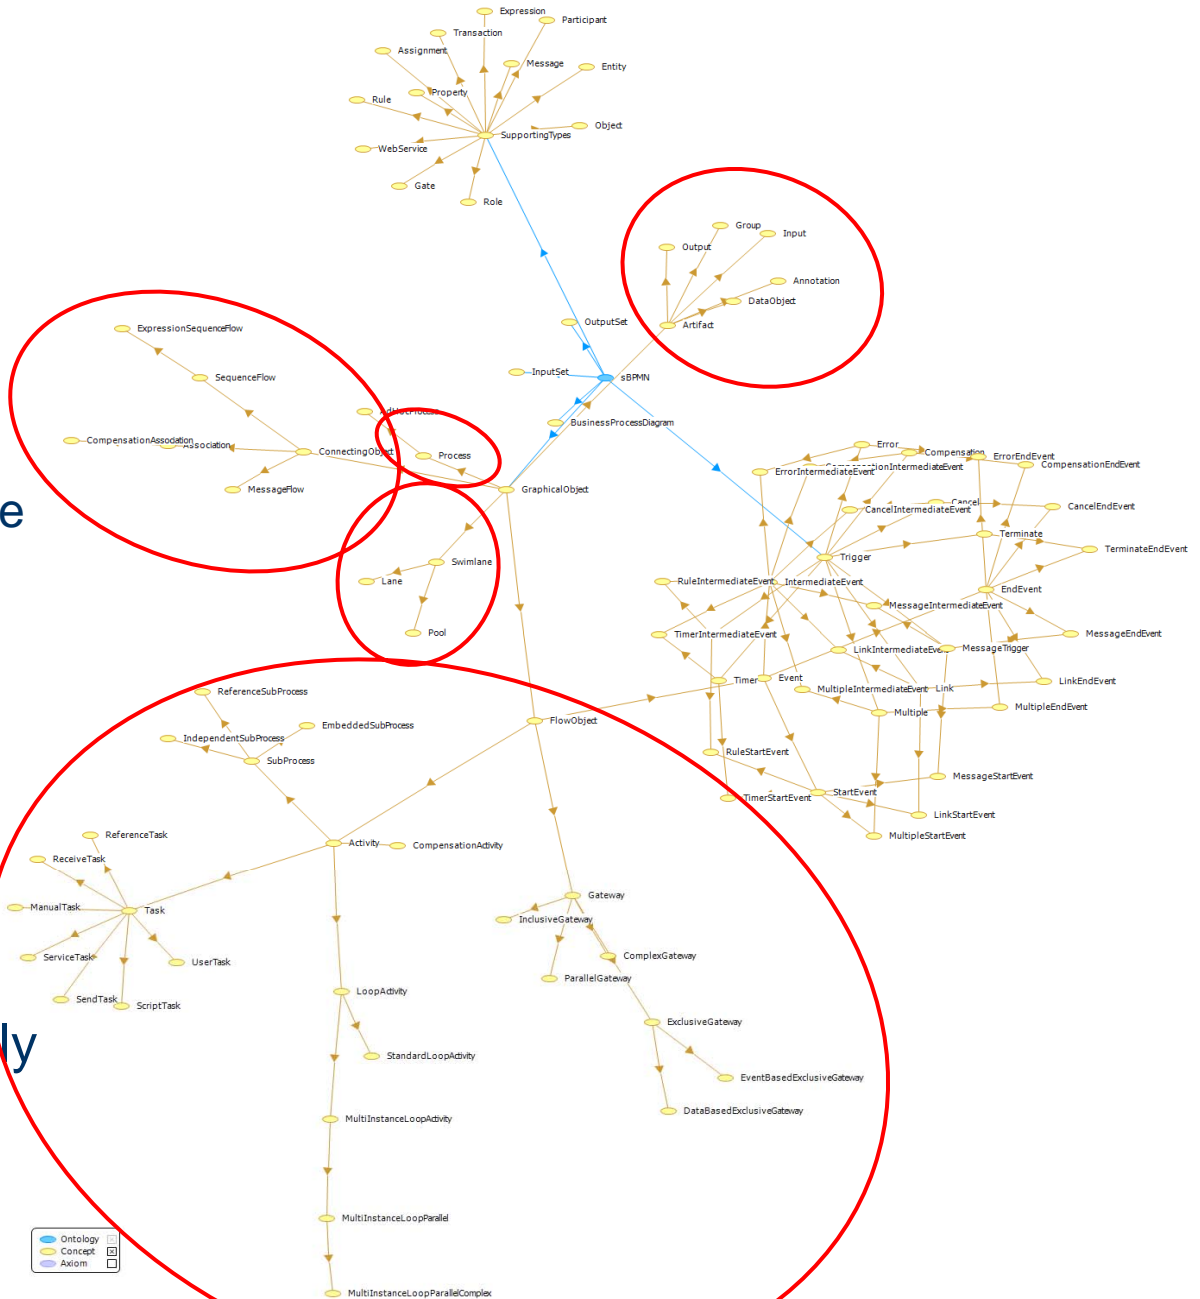 Expression
Participant
Transaction
Assignment
Message
Entity
Property
Rule
Object
SupportingTypes
WebService
Gate
Role
Group
Input
Output
Annotation
DataObject
Artifact
OutputSet
ExpressionSequenceFlow
InputSet
sBPMN
SequenceFlow
AdHocProcess
BusinessProcessDiagram
CompensationAssociation
Association
ConnectingObject
Process
Error
Compensation
ErrorEndEvent
CompensationIntermediateEvent
ErrorIntermediateEvent
CompensationEndEvent
MessageFlow
GraphicalObject
Cancel
CancelIntermediateEvent
CancelEndEvent
e
Terminate
TerminateEndEvent
Trigger
Swimlane
Lane
RuleIntermediateEvent
IntermediateEvent
EndEvent
MessageIntermediateEvent
Pool
TimerIntermediateEvent
MessageEndEvent
LinkIntermediateEvent
MessageTrigger
Timer
Event
LinkEndEvent
MultipleIntermediateEvent
Link
ReferenceSubProcess
MultipleEndEvent
Multiple
FlowObject
EmbeddedSubProcess
IndependentSubProcess
RuleStartEvent
SubProcess
MessageStartEvent
StartEvent
TimerStartEvent
LinkStartEvent
ReferenceTask
MultipleStartEvent
Activity
CompensationActivity
ReceiveTask
Gateway
ManualTask
Task
InclusiveGateway
ServiceTask
UserTask
ComplexGateway
ParallelGateway
LoopActivity
SendTask
ScriptTask
ExclusiveGateway
ly
StandardLoopActivity
EventBasedExclusiveGateway
DataBasedExclusiveGateway
MultiInstanceLoopActivity
MultiInstanceLoopParallel
Ontology
Concept
Axiom
MultiInstanceLoopParallelComplex